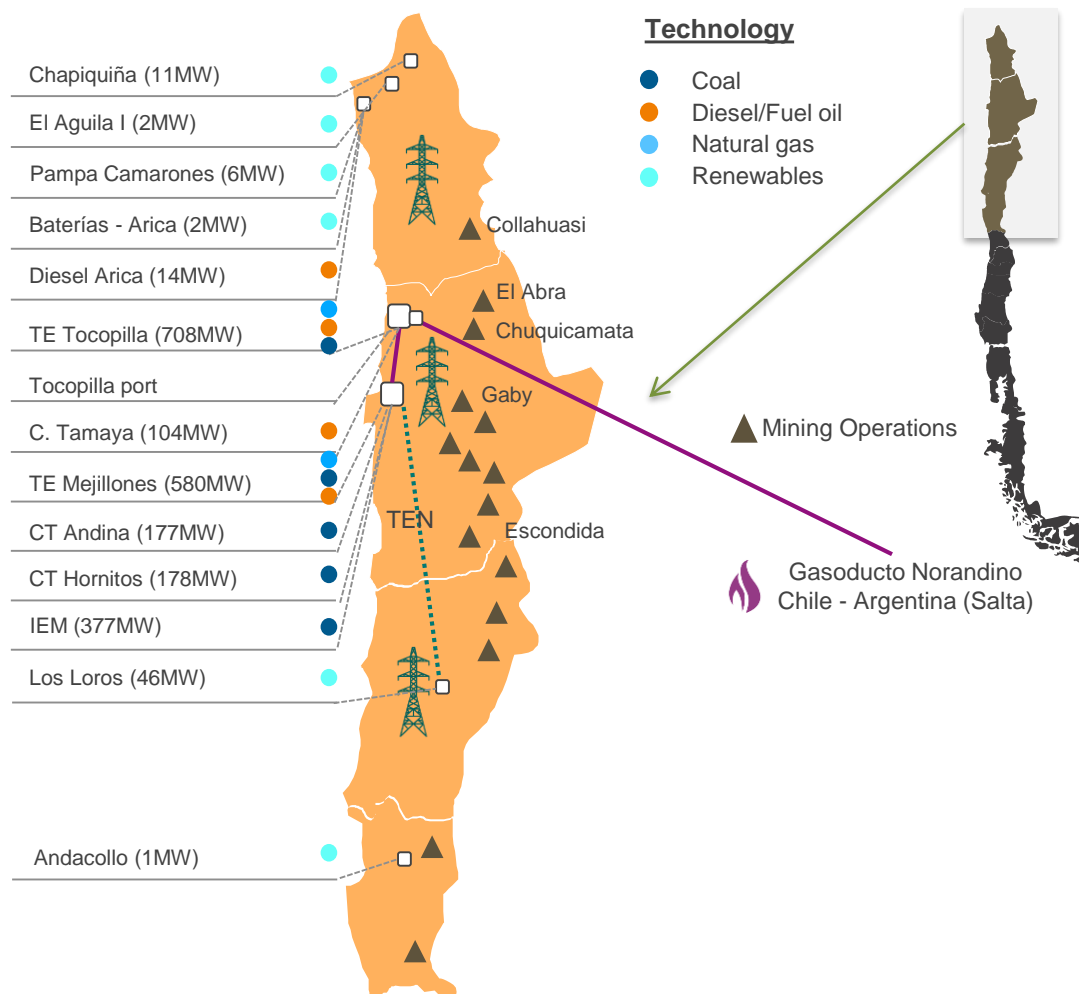 Technology
Coal
Diesel/Fuel oil
Natural gas
Renewables
Chapiquiña (11MW)
El Aguila I (2MW)
Pampa Camarones (6MW)
Baterías - Arica (2MW)
Diesel Arica (14MW)
TE Tocopilla (708MW)
Tocopilla port
C. Tamaya (104MW)
TE Mejillones (580MW)
CT Andina (177MW)
CT Hornitos (178MW)
IEM (377MW)
Los Loros (46MW)
Andacollo (1MW)
Collahuasi
El Abra
Chuquicamata
Gaby
TEN
Escondida
Mining Operations
Gasoducto Norandino
Chile - Argentina (Salta)